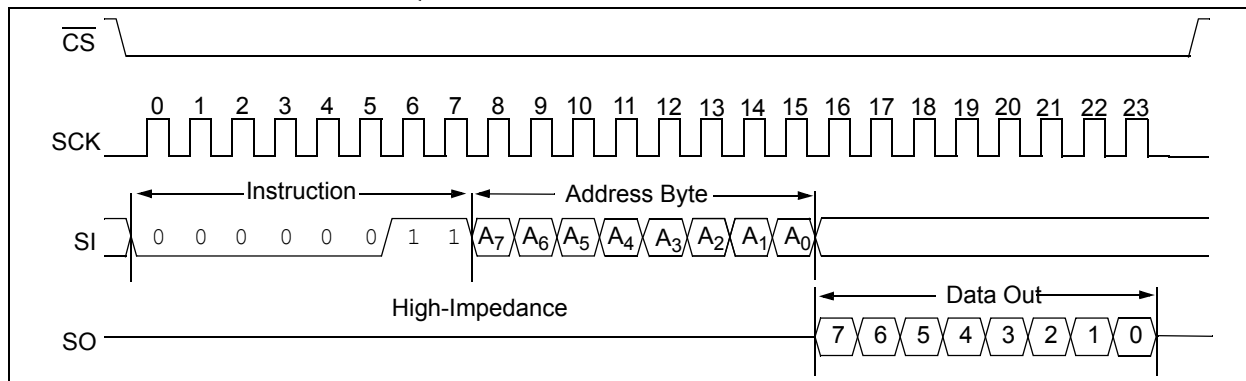 CS
0 1 2 3 4 5 6 7 8 9 10 11 12 13 14 15 16 17 18 19 20 21 22 23
SCK
Instruction Address Byte
SI 0 0 0 0 0 0 1 1 A7 A6 A5 A4 A3 A2 A1 A0
High-Impedance Data Out
SO 7 6 5 4 3 2 1 0